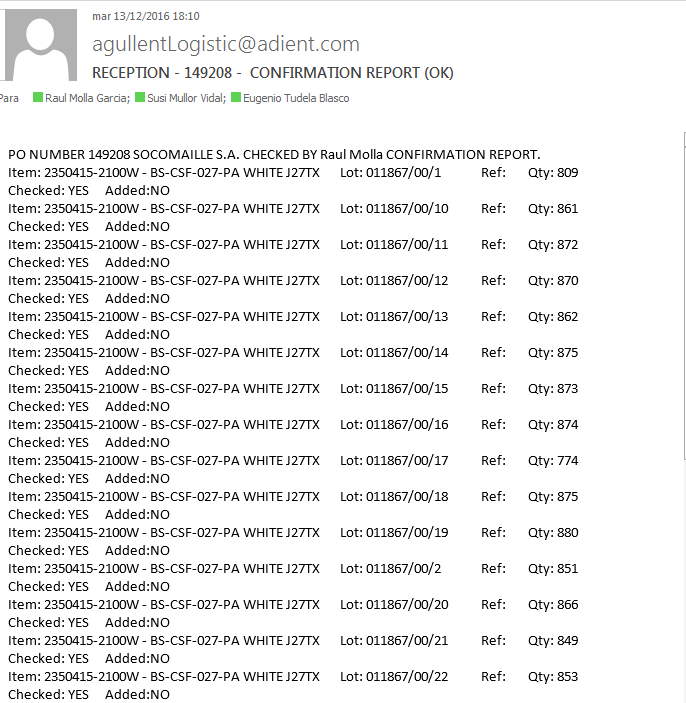 mar 13/12/2016 18:10
agullentLogistic@adient.com
RECEPTION - 149208 - CONFIRMATION REPORT (OK)
Para Raul Molla Garcia; Susi Mullor Vidal; Eugenio Tudela Blasco
PO NUMBER 149208 SOCOMAILLE S.A. CHECKED BY Raul Molla CONFIRMATION REPORT.
Item: 2350415-2100W - BS-CSF-027-PA WHITE J27TX Lot: 011867/00/1 Ref: Qty: 809
Checked: YES Added:NO
Item: 2350415-2100W - BS-CSF-027-PA WHITE J27TX Lot: 011867/00/10 Ref: Qty: 861
Checked: YES Added:NO
Item: 2350415-2100W - BS-CSF-027-PA WHITE J27TX Lot: 011867/00/11 Ref: Qty: 872
Checked: YES Added:NO
Item: 2350415-2100W - BS-CSF-027-PA WHITE J27TX Lot: 011867/00/12 Ref: Qty: 870
Checked: YES Added:NO
Item: 2350415-2100W - BS-CSF-027-PA WHITE J27TX Lot: 011867/00/13 Ref: Qty: 862
Checked: YES Added:NO
Item: 2350415-2100W - BS-CSF-027-PA WHITE J27TX Lot: 011867/00/14 Ref: Qty: 875
Checked: YES Added:NO
Item: 2350415-2100W - BS-CSF-027-PA WHITE J27TX Lot: 011867/00/15 Ref: Qty: 873
Checked: YES Added:NO
Item: 2350415-2100W - BS-CSF-027-PA WHITE J27TX Lot: 011867/00/16 Ref: Qty: 874
Checked: YES Added:NO
Item: 2350415-2100W - BS-CSF-027-PA WHITE J27TX Lot: 011867/00/17 Ref: Qty: 774
Checked: YES Added:NO
Item: 2350415-2100W - BS-CSF-027-PA WHITE J27TX Lot: 011867/00/18 Ref: Qty: 875
Checked: YES Added:NO
Item: 2350415-2100W - BS-CSF-027-PA WHITE J27TX Lot: 011867/00/19 Ref: Qty: 880
Checked: YES Added:NO
Item: 2350415-2100W - BS-CSF-027-PA WHITE J27TX Lot: 011867/00/2 Ref: Qty: 851
Checked: YES Added:NO
Item: 2350415-2100W - BS-CSF-027-PA WHITE J27TX Lot: 011867/00/20 Ref: Qty: 866
Checked: YES Added:NO
Item: 2350415-2100W - BS-CSF-027-PA WHITE J27TX Lot: 011867/00/21 Ref: Qty: 849
Checked: YES Added:NO
Item: 2350415-2100W - BS-CSF-027-PA WHITE J27TX Lot: 011867/00/22 Ref: Qty: 853
Checked: YES Added:NO